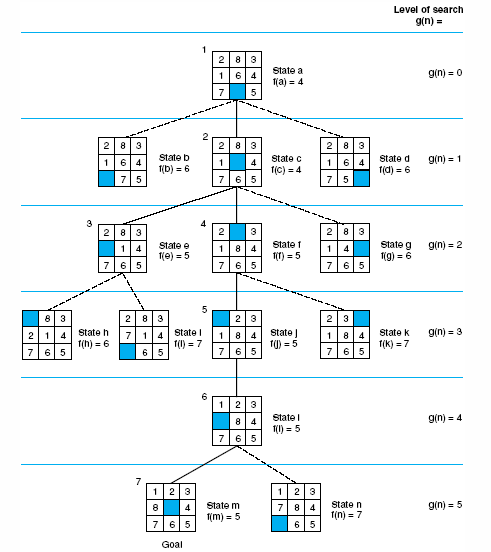 Level of search
g(n) =
1
2 8 3
1 6 4
7 5
State a
f(a) = 4
g(n) = 0
2 8 3
1 6 4
7 5
State b
f(b) = 6
2
2 8 3
1 4
7 6 5
State c
f(c) = 4
2 8 3
1 6 4
7 5
State d
f(d) = 6
g(n) = 1
3
2 8 3
1 4
7 6 5
State e
f(e) = 5
4
2 3
1 8 4
7 6 5
State f
f(f) = 5
2 8 3
1 4
7 6 5
State g
f(g) = 6
g(n) = 2
8 3
2 1 4
7 6 5
State h
f(h) = 6
2 8 3
7 1 4
6 5
State i
f(i) = 7
5
2 3
1 8 4
7 6 5
State j
f(j) = 5
2 3
1 8 4
7 6 5
State k
f(k) = 7
g(n) = 3
6
1 2 3
8 4
7 6 5
State l
f(l) = 5
g(n) = 4
7
1 2 3
8 4
7 6 5
State m
f(m) = 5
1 2 3
7 8 4
6 5
State n
f(n) = 7
g(n) = 5
Goal